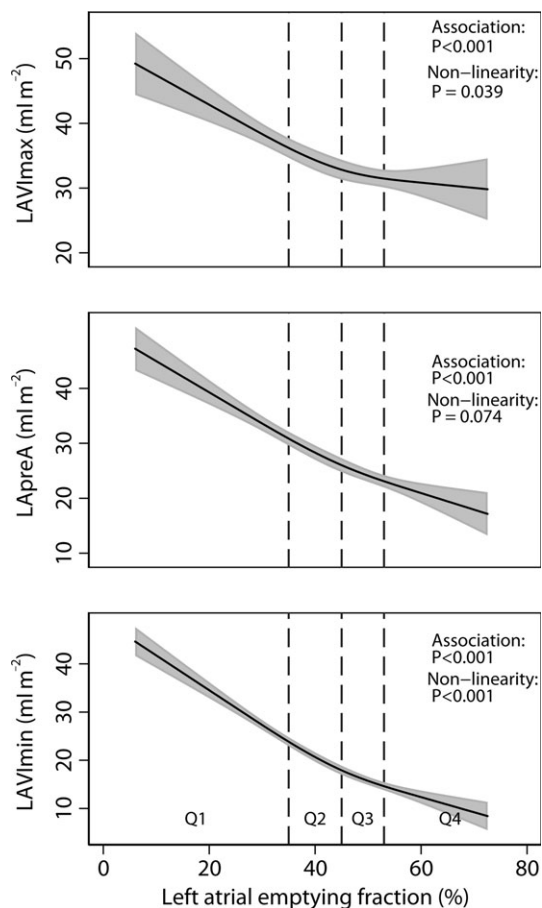 LAVImax (ml m⁻²)
50
40
30
20
Association:
P<0.001
Non−linearity:
P = 0.039
LApreA (ml m⁻²)
40
30
20
10
Association:
P<0.001
Non−linearity:
P = 0.074
LAVImin (ml m⁻²)
40
30
20
10
Association:
P<0.001
Non−linearity:
P<0.001
Q1 Q2 Q3 Q4
0 20 40 60 80
Left atrial emptying fraction (%)